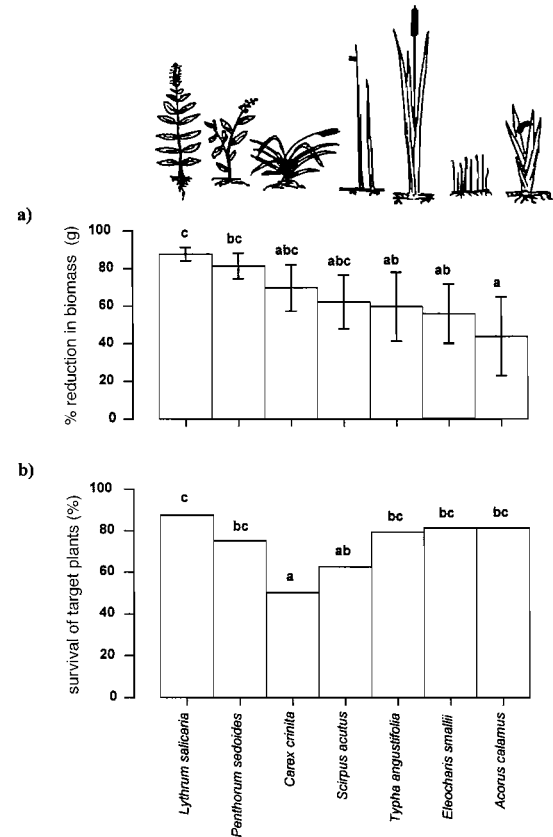 a)
% reduction in biomass (g)
100
80
60
40
20
0
c
bc
abc
abc
ab
ab
a
b)
survival of target plants (%)
100
80
60
40
20
0
c
bc
a
ab
bc
bc
bc
Lythrum salicaria
Penthorum sedoides
Carex crinita
Scirpus acutus
Typha angustifolia
Eleocharis smallii
Acorus calamus